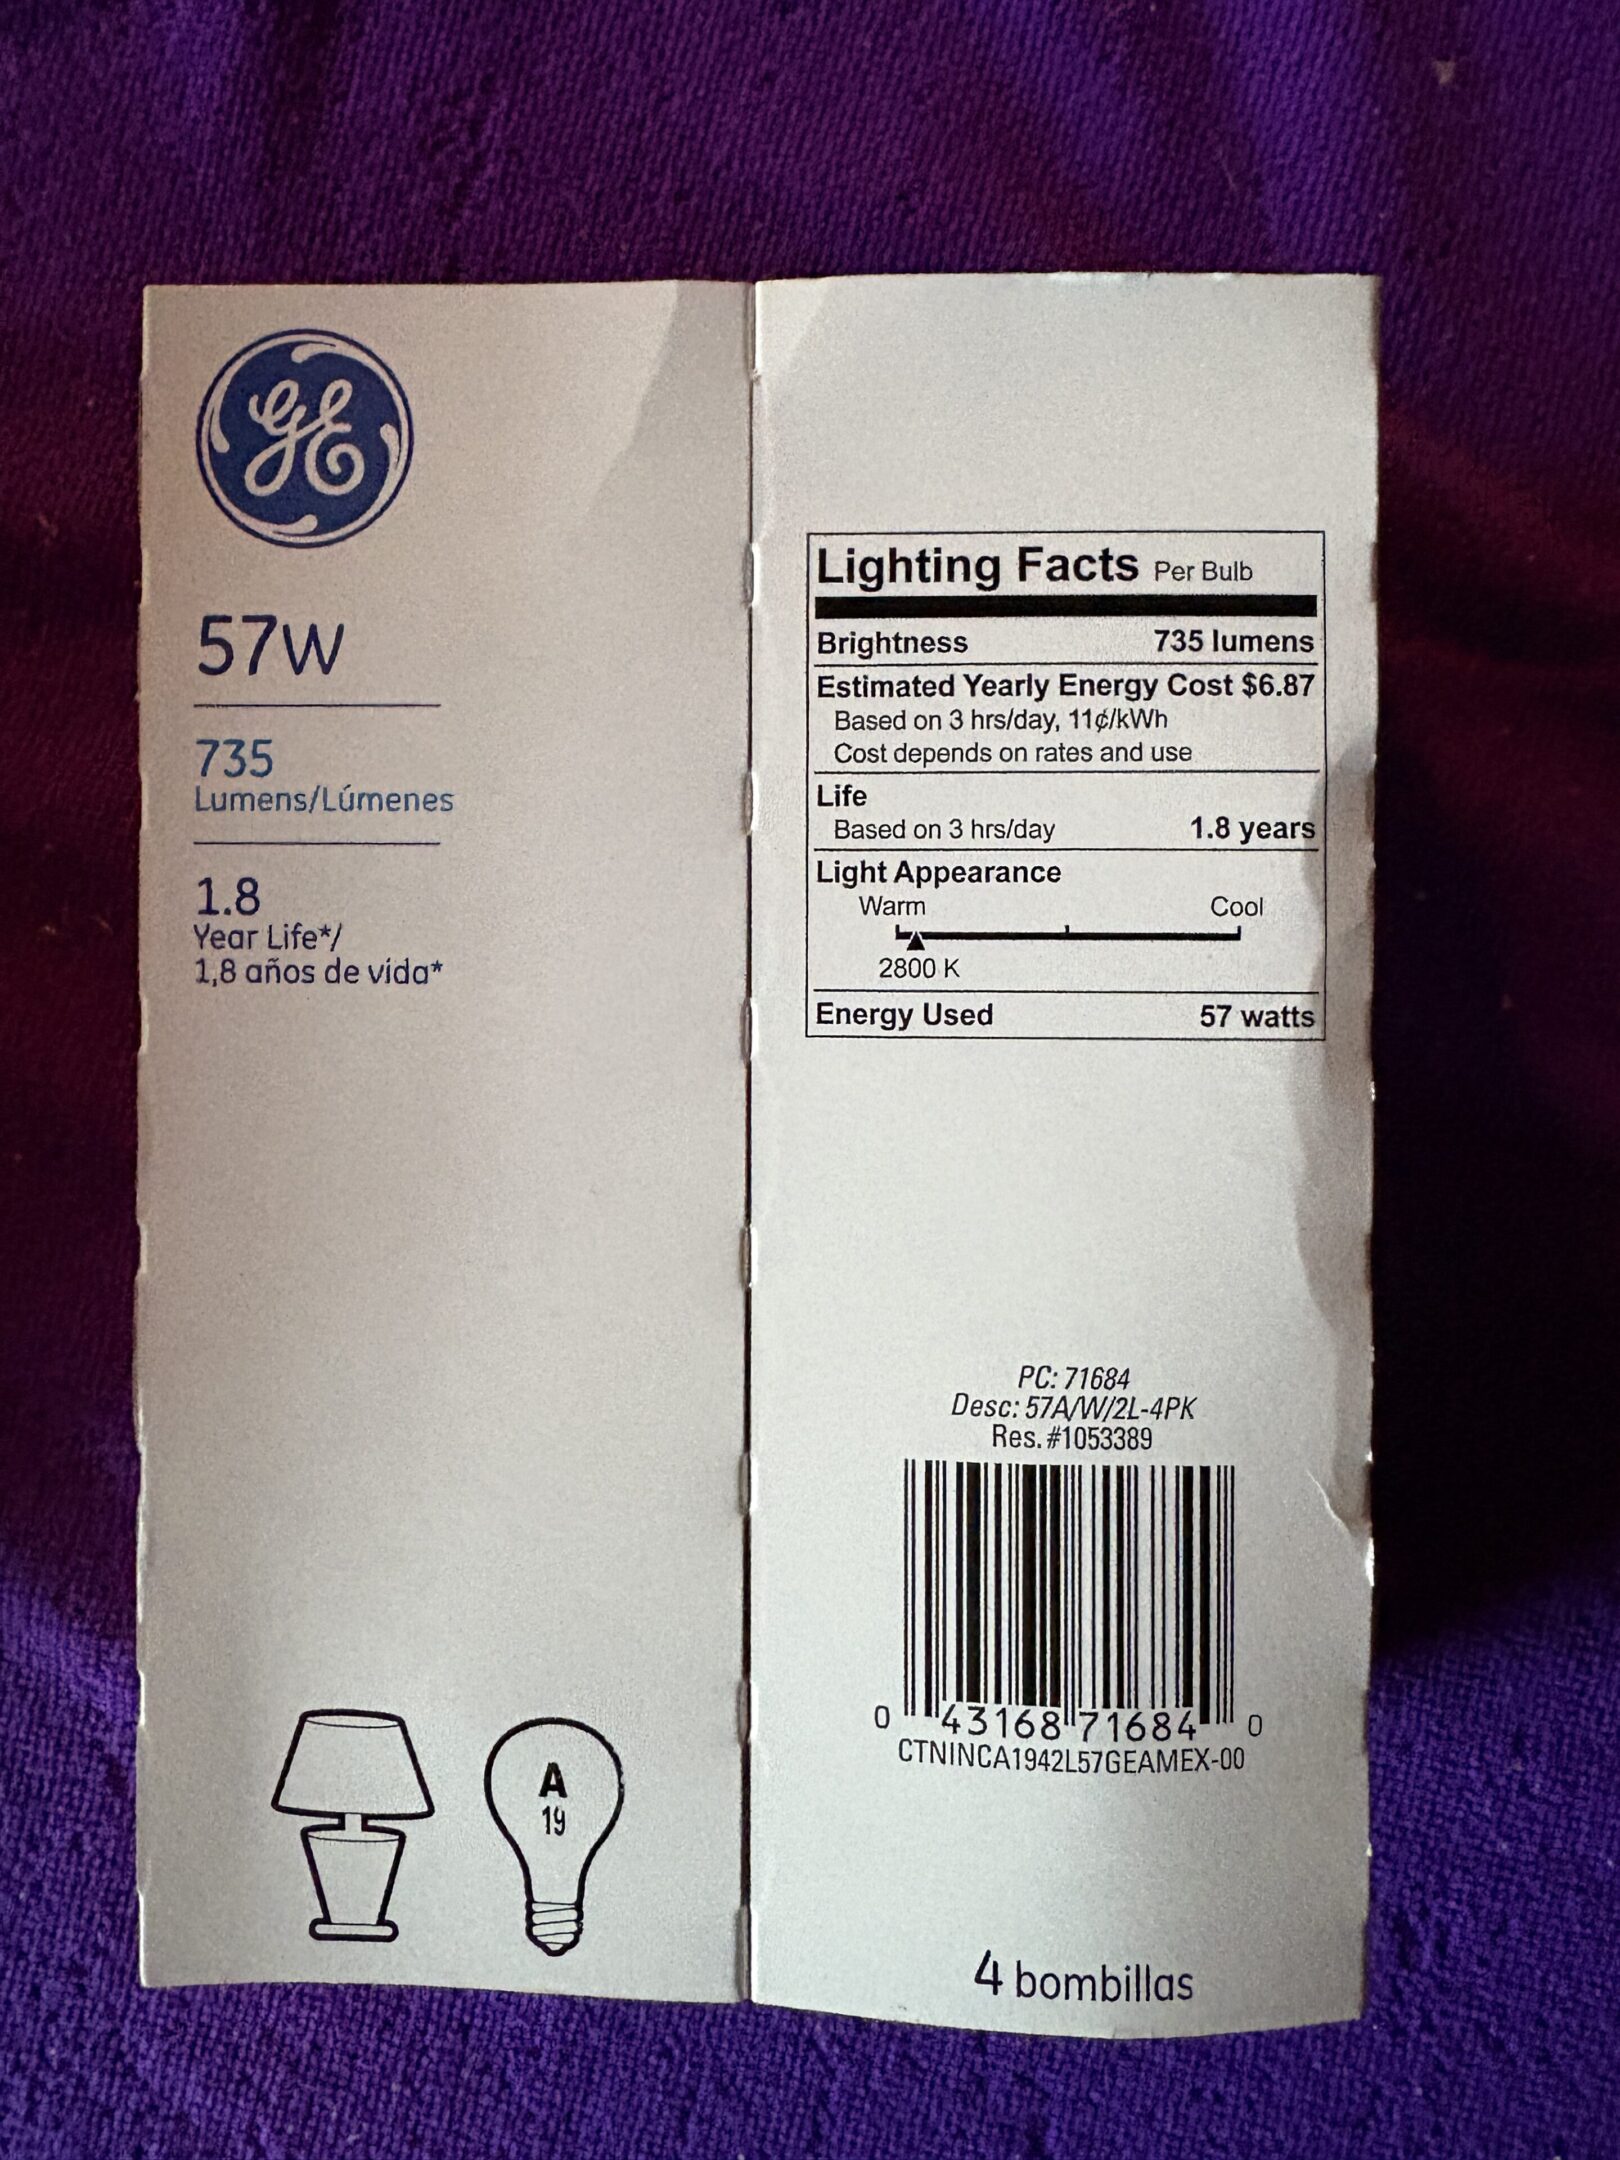 GE
57W
735
Lumens/Lúmenes
1.8
Year Life*/
1,8 años de vida*
A
19
Lighting Facts Per Bulb
Brightness 735 lumens
Estimated Yearly Energy Cost $6.87
Based on 3 hrs/day, 11¢/kWh
Cost depends on rates and use
Life
Based on 3 hrs/day 1.8 years
Light Appearance
Warm Cool
2800 K
Energy Used 57 watts
PC: 71684
Desc: 57A/W/2L-4PK
Res. #1053389
0 43168 71684 0
CTNINCA1942L57GEAMEX-00
4 bombillas